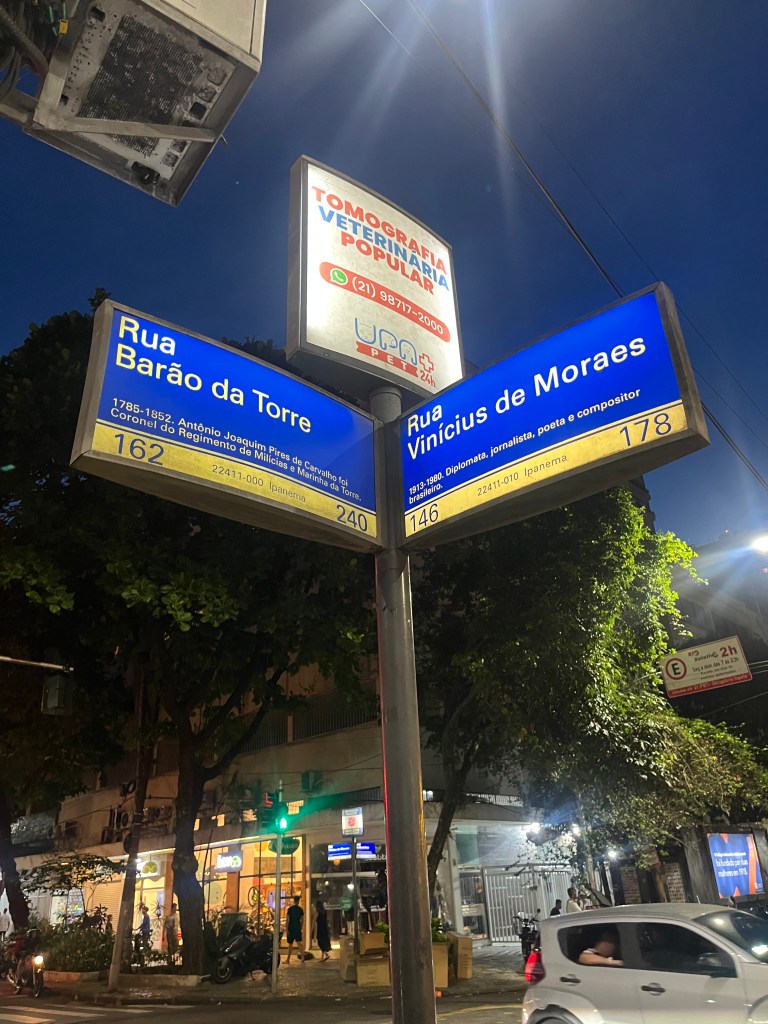 TOMOGRAFIA
VETERINÁRIA
POPULAR
(21) 98717-2000
UPA
PET 24h
Rua
Barão da Torre
1785-1852. Antônio Joaquim Pires de Carvalho foi
Coronel do Regimento de Milícias e Marinha da Torre.
162 22411-000 Ipanema 240
Rua
Vinícius de Moraes
1913-1980. Diplomata, jornalista, poeta e compositor
brasileiro.
146 22411-010 Ipanema 178
E
2h